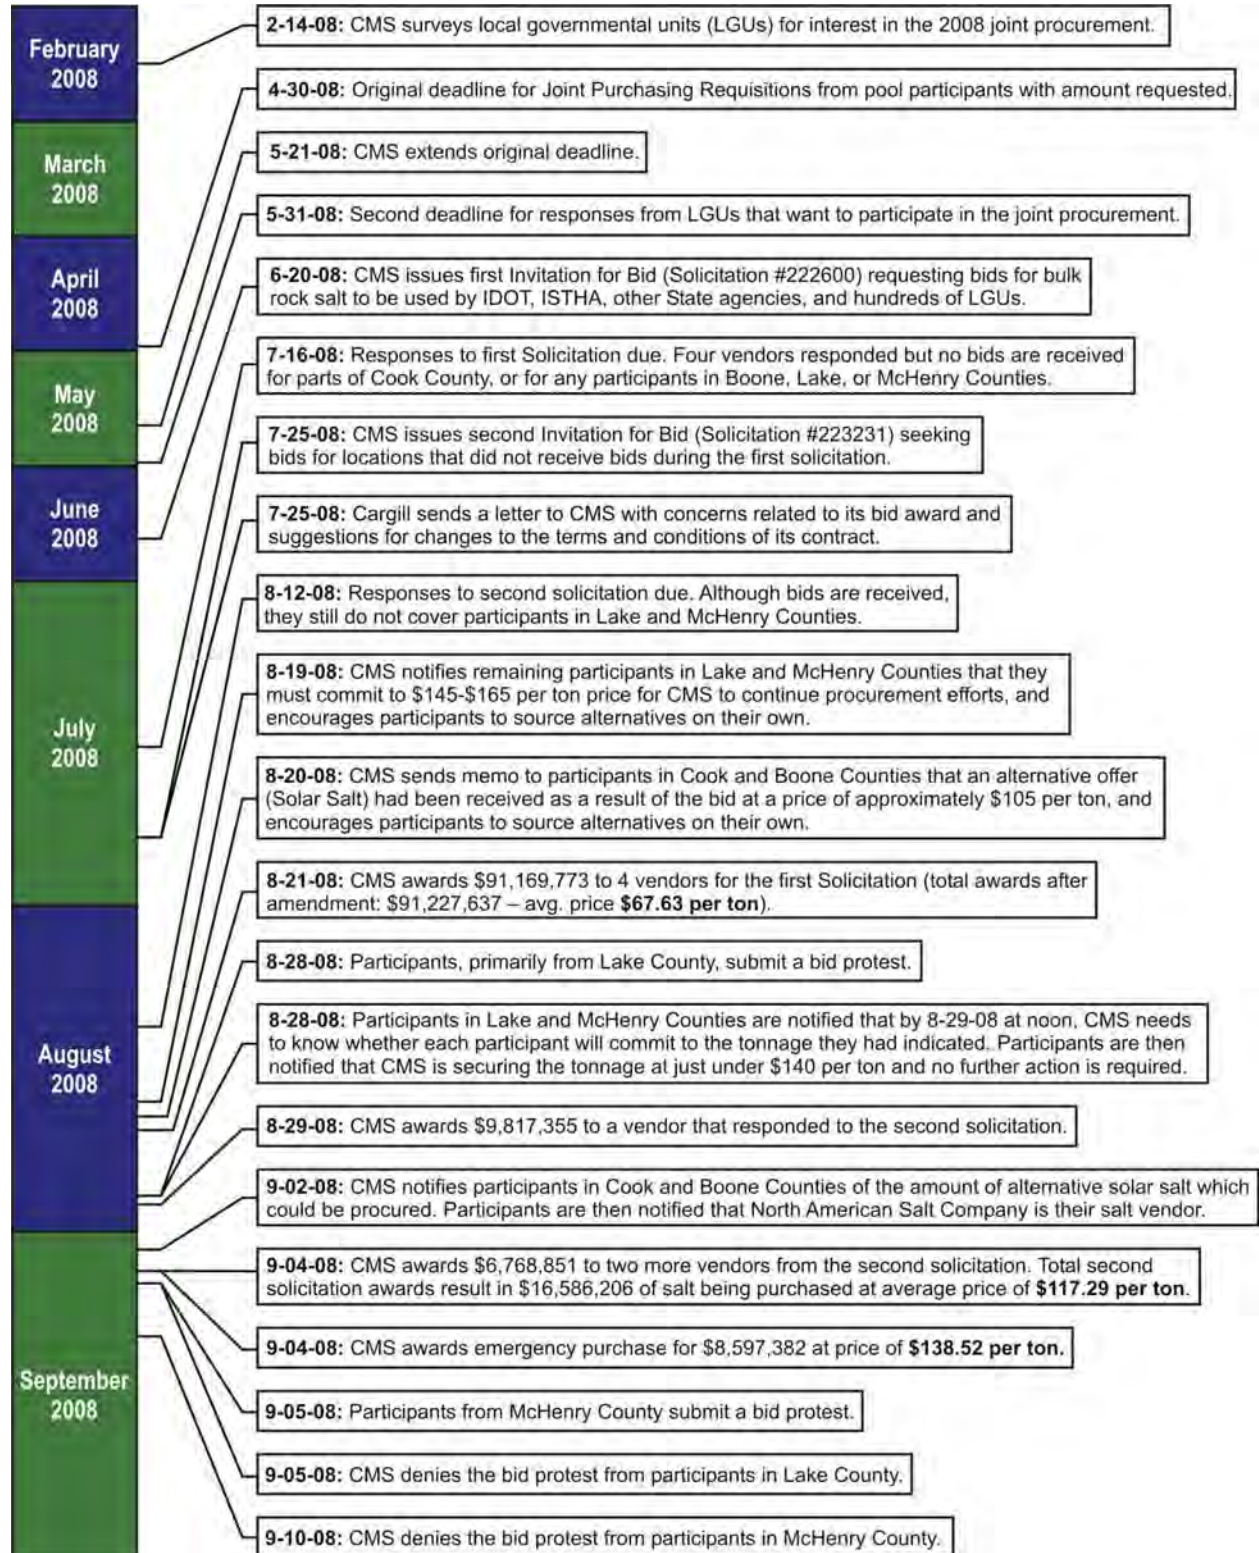 February
2008
March
2008
April
2008
May
2008
June
2008
July
2008
August
2008
September
2008
2-14-08: CMS surveys local governmental units (LGUs) for interest in the 2008 joint procurement.
4-30-08: Original deadline for Joint Purchasing Requisitions from pool participants with amount requested.
5-21-08: CMS extends original deadline.
5-31-08: Second deadline for responses from LGUs that want to participate in the joint procurement.
6-20-08: CMS issues first Invitation for Bid (Solicitation #222600) requesting bids for bulk
rock salt to be used by IDOT, ISTHA, other State agencies, and hundreds of LGUs.
7-16-08: Responses to first Solicitation due. Four vendors responded but no bids are received
for parts of Cook County, or for any participants in Boone, Lake, or McHenry Counties.
7-25-08: CMS issues second Invitation for Bid (Solicitation #223231) seeking
bids for locations that did not receive bids during the first solicitation.
7-25-08: Cargill sends a letter to CMS with concerns related to its bid award and
suggestions for changes to the terms and conditions of its contract.
8-12-08: Responses to second solicitation due. Although bids are received,
they still do not cover participants in Lake and McHenry Counties.
8-19-08: CMS notifies remaining participants in Lake and McHenry Counties that they
must commit to $145-$165 per ton price for CMS to continue procurement efforts, and
encourages participants to source alternatives on their own.
8-20-08: CMS sends memo to participants in Cook and Boone Counties that an alternative offer
(Solar Salt) had been received as a result of the bid at a price of approximately $105 per ton, and
encourages participants to source alternatives on their own.
8-21-08: CMS awards $91,169,773 to 4 vendors for the first Solicitation (total awards after
amendment: $91,227,637 – avg. price $67.63 per ton).
8-28-08: Participants, primarily from Lake County, submit a bid protest.
8-28-08: Participants in Lake and McHenry Counties are notified that by 8-29-08 at noon, CMS needs
to know whether each participant will commit to the tonnage they had indicated. Participants are then
notified that CMS is securing the tonnage at just under $140 per ton and no further action is required.
8-29-08: CMS awards $9,817,355 to a vendor that responded to the second solicitation.
9-02-08: CMS notifies participants in Cook and Boone Counties of the amount of alternative solar salt which
could be procured. Participants are then notified that North American Salt Company is their salt vendor.
9-04-08: CMS awards $6,768,851 to two more vendors from the second solicitation. Total second
solicitation awards result in $16,586,206 of salt being purchased at average price of $117.29 per ton.
9-04-08: CMS awards emergency purchase for $8,597,382 at price of $138.52 per ton.
9-05-08: Participants from McHenry County submit a bid protest.
9-05-08: CMS denies the bid protest from participants in Lake County.
9-10-08: CMS denies the bid protest from participants in McHenry County.